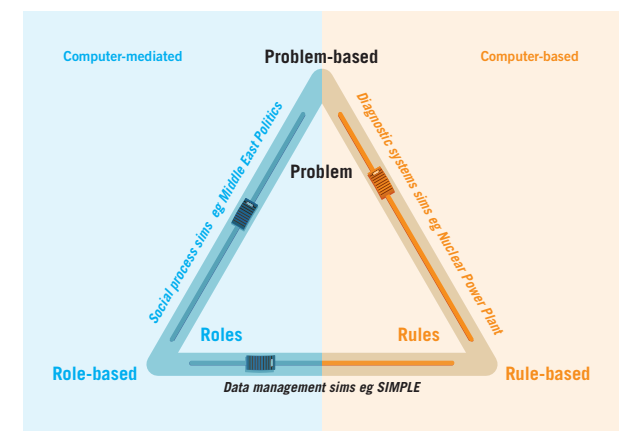 Computer-mediated
Problem-based
Computer-based
Social process sims eg Middle East Politics
Diagnostic systems sims eg Nuclear Power Plant
Problem
Roles
Rules
Role-based
Rule-based
Data management sims eg SIMPLE